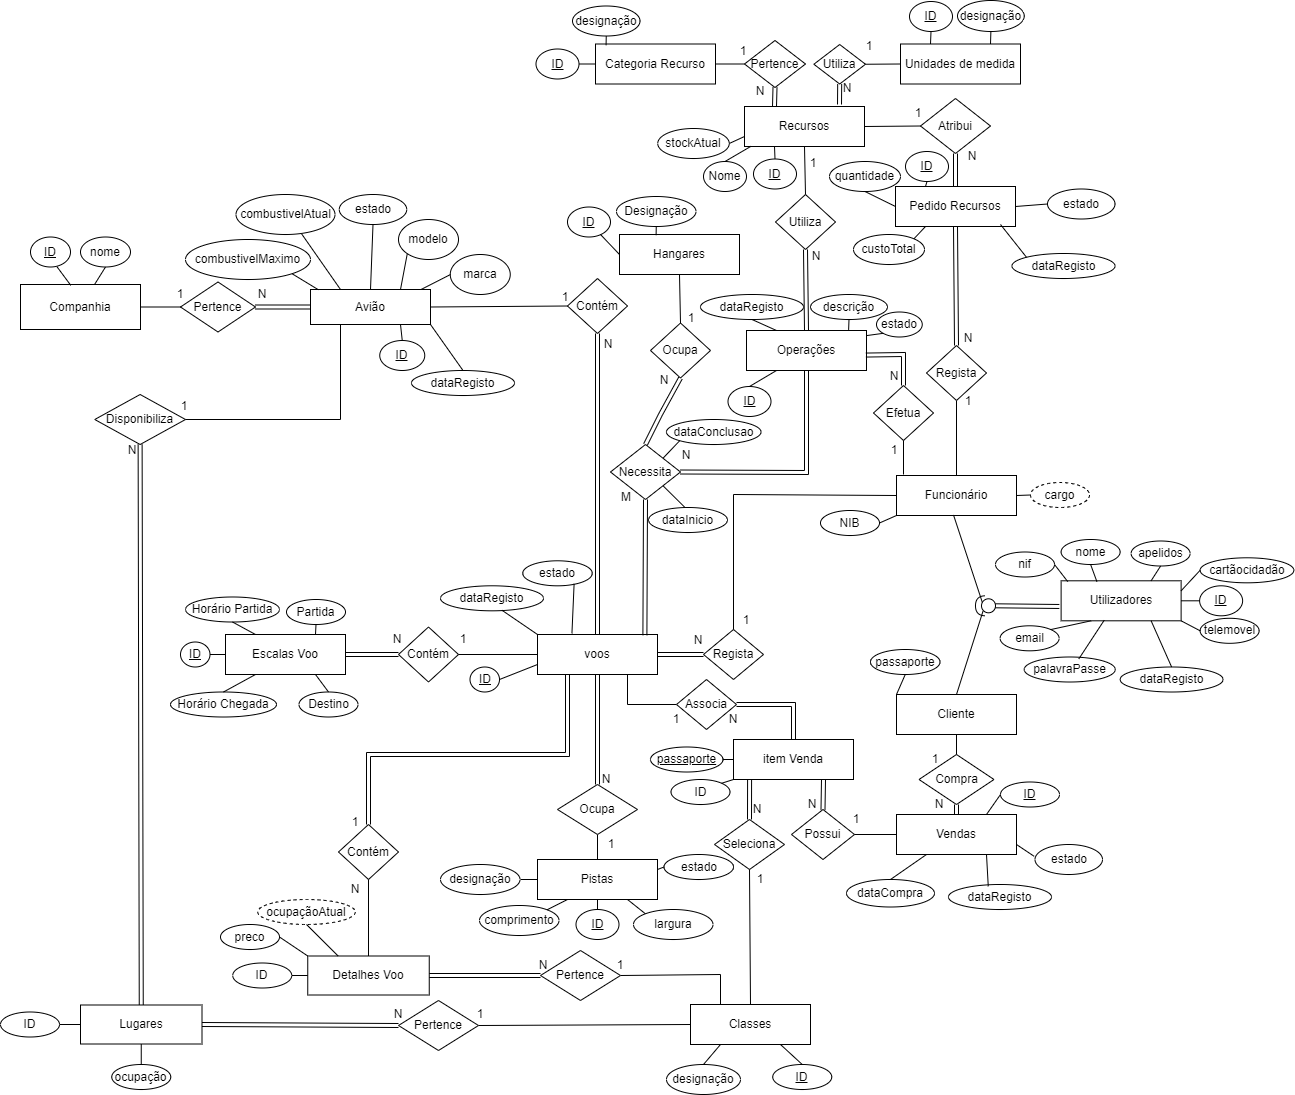 designação
ID
Categoria Recurso
1
Pertence
N
ID
designação
Utiliza
1
N
Unidades de medida
Recursos
stockAtual
Nome
ID
1
Atribui
N
1
Utiliza
N
quantidade
ID
Pedido Recursos
estado
custoTotal
dataRegisto
combustivelAtual
estado
modelo
marca
combustivelMaximo
ID
nome
Companhia
1
Pertence
N
Avião
ID
dataRegisto
1
Contém
N
ID
Designação
Hangares
1
Ocupa
N
dataRegisto
descrição
estado
Operações
ID
N
Efetua
1
N
Regista
1
Disponibiliza
1
N
dataConclusao
Necessita
N
M
dataInicio
Funcionário
cargo
NIB
nif
nome
apelidos
cartãocidadão
Utilizadores
ID
telemovel
email
palavraPasse
dataRegisto
estado
dataRegisto
Horário Partida
Partida
ID
Escalas Voo
Horário Chegada
Destino
N
Contém
1
voos
ID
N
Regista
1
passaporte
Cliente
1
Associa
N
passaporte
item Venda
ID
1
Compra
N
ID
Vendas
estado
dataCompra
dataRegisto
N
Possui
1
N
Seleciona
1
N
Ocupa
1
Pistas
designação
estado
comprimento
ID
largura
1
Contém
N
ocupaçãoAtual
preco
ID
Detalhes Voo
N
Pertence
1
ID
Lugares
ocupação
N
Pertence
1
Classes
designação
ID